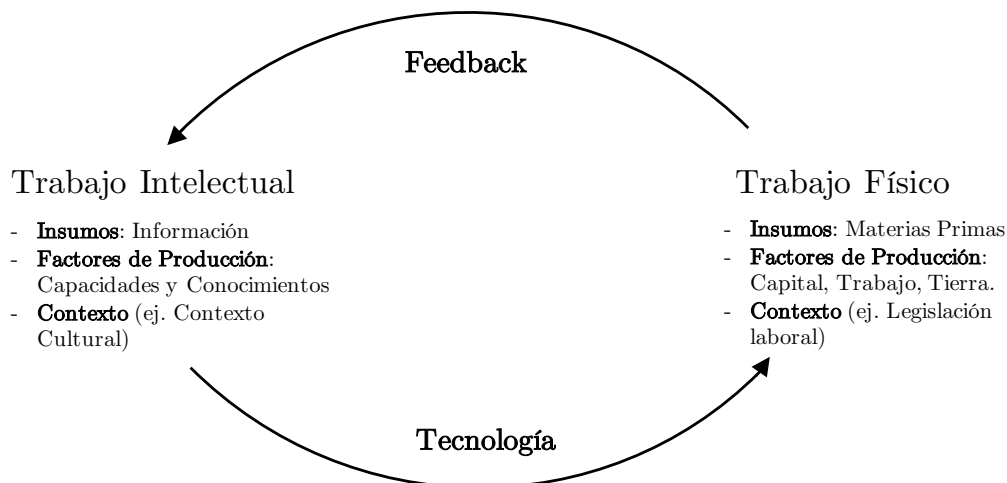 Feedback
Trabajo Intelectual
- Insumos: Información
- Factores de Producción:
Capacidades y Conocimientos
- Contexto (ej. Contexto
Cultural)
Trabajo Físico
- Insumos: Materias Primas
- Factores de Producción:
Capital, Trabajo, Tierra.
- Contexto (ej. Legislación
laboral)
Tecnología